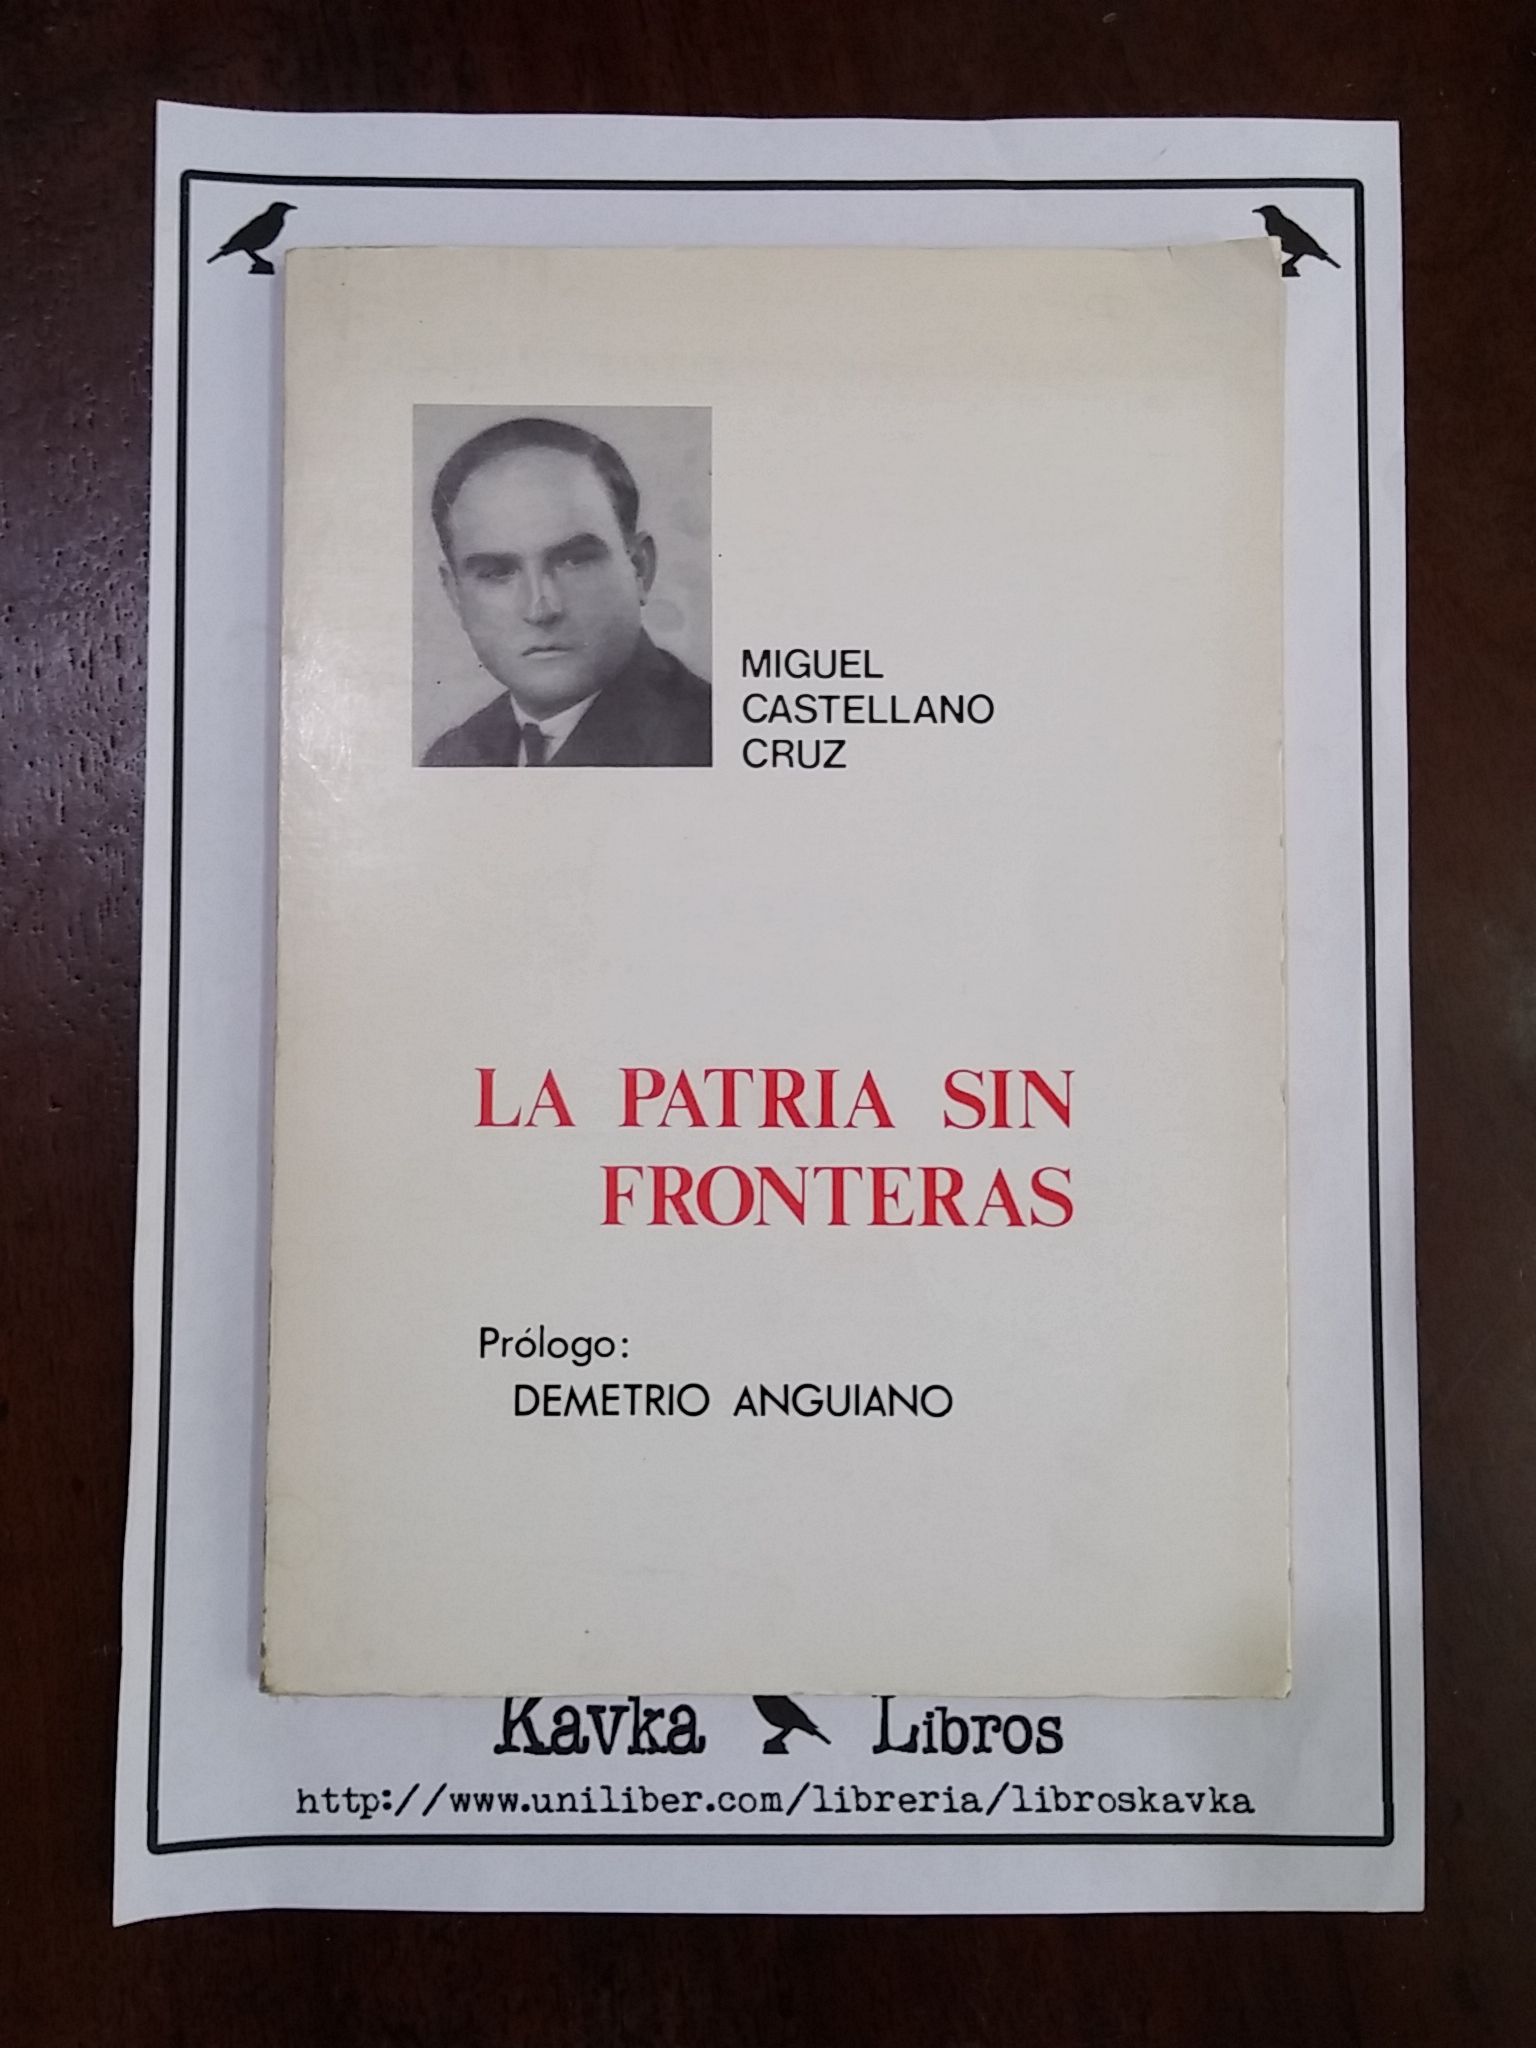 MIGUEL
CASTELLANO
CRUZ
LA PATRIA SIN
FRONTERAS
Prólogo:
DEMETRIO ANGUIANO
Kavka Libros
http://www.uniliber.com/libreria/libroskavka